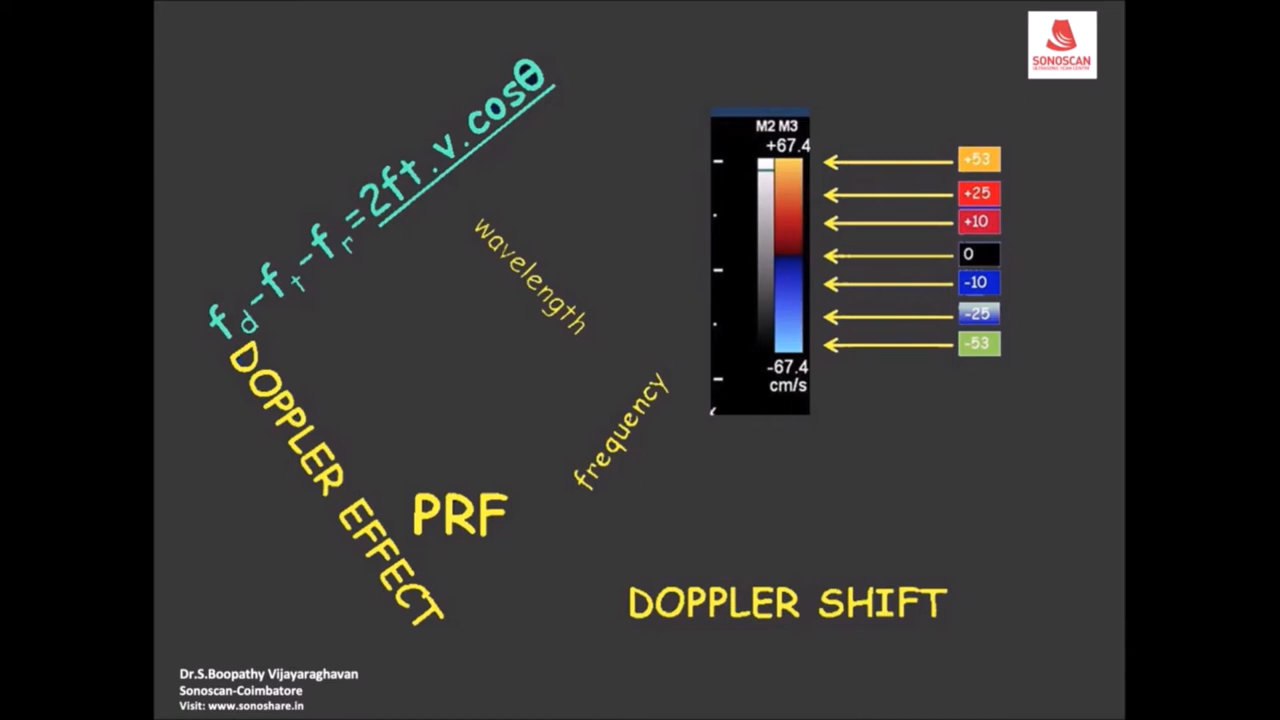 SONOSCAN
fd-ft-fr=2ft.v.cosθ
wavelength
M2 M3
+67.4
+53
+25
+10
0
-10
-25
-53
-67.4
cm/s
frequency
DOPPLER EFFECT
PRF
DOPPLER SHIFT
Dr.S.Boopathy Vijayaraghavan
Sonoscan-Coimbatore
Visit: www.sonoshare.in